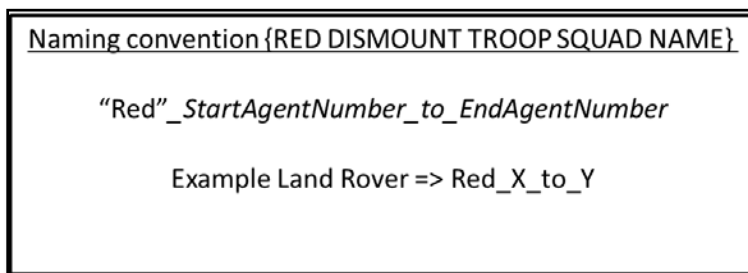 Naming convention {RED DISMOUNT TROOP SQUAD NAME}
“Red”_StartAgentNumber_to_EndAgentNumber
Example Land Rover => Red_X_to_Y